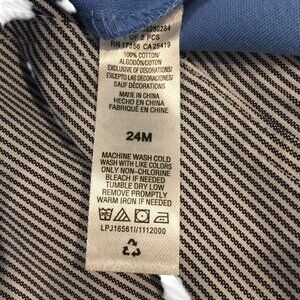 OF 2 PCS
RN 17356 CA25419
100% COTTON/
ALGODÓN/COTON
EXCLUSIVE OF DECORATIONS/
EXCEPTO LAS DECORACIONES/
SAUF DÉCORATIONS
MADE IN CHINA
HECHO EN CHINA
FABRIQUÉ EN CHINE
24M
MACHINE WASH COLD
WASH WITH LIKE COLORS
ONLY NON-CHLORINE
BLEACH IF NEEDED
TUMBLE DRY LOW
REMOVE PROMPTLY
WARM IRON IF NEEDED
LPJ16561I/1112000